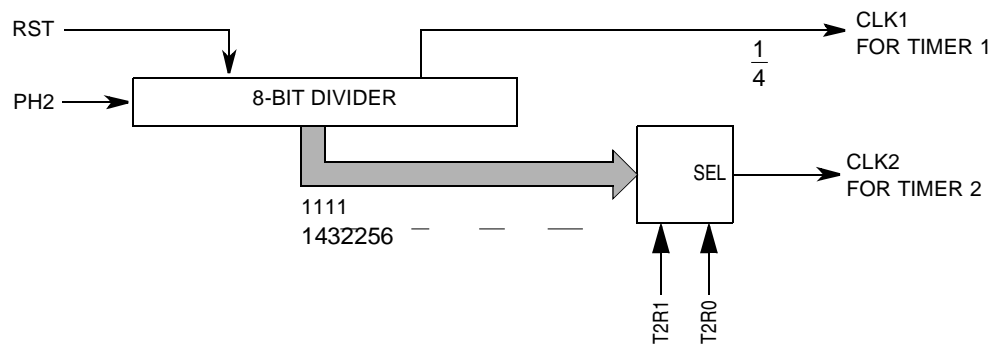 RST
CLK1
FOR TIMER 1
1
4
PH2
8-BIT DIVIDER
SEL
CLK2
FOR TIMER 2
1111
1432256
T2R1
T2R0